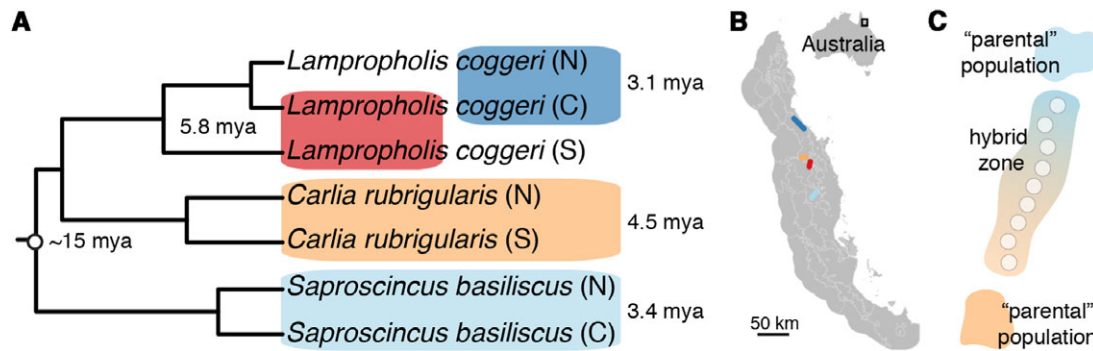 A
Lampropholis coggeri (N)
Lampropholis coggeri (C)
Lampropholis coggeri (S)
Carlia rubrigularis (N)
Carlia rubrigularis (S)
Saproscincus basiliscus (N)
Saproscincus basiliscus (C)
3.1 mya
5.8 mya
4.5 mya
~15 mya
3.4 mya
B
Australia
50 km
C
"parental"
population
hybrid
zone
"parental"
population